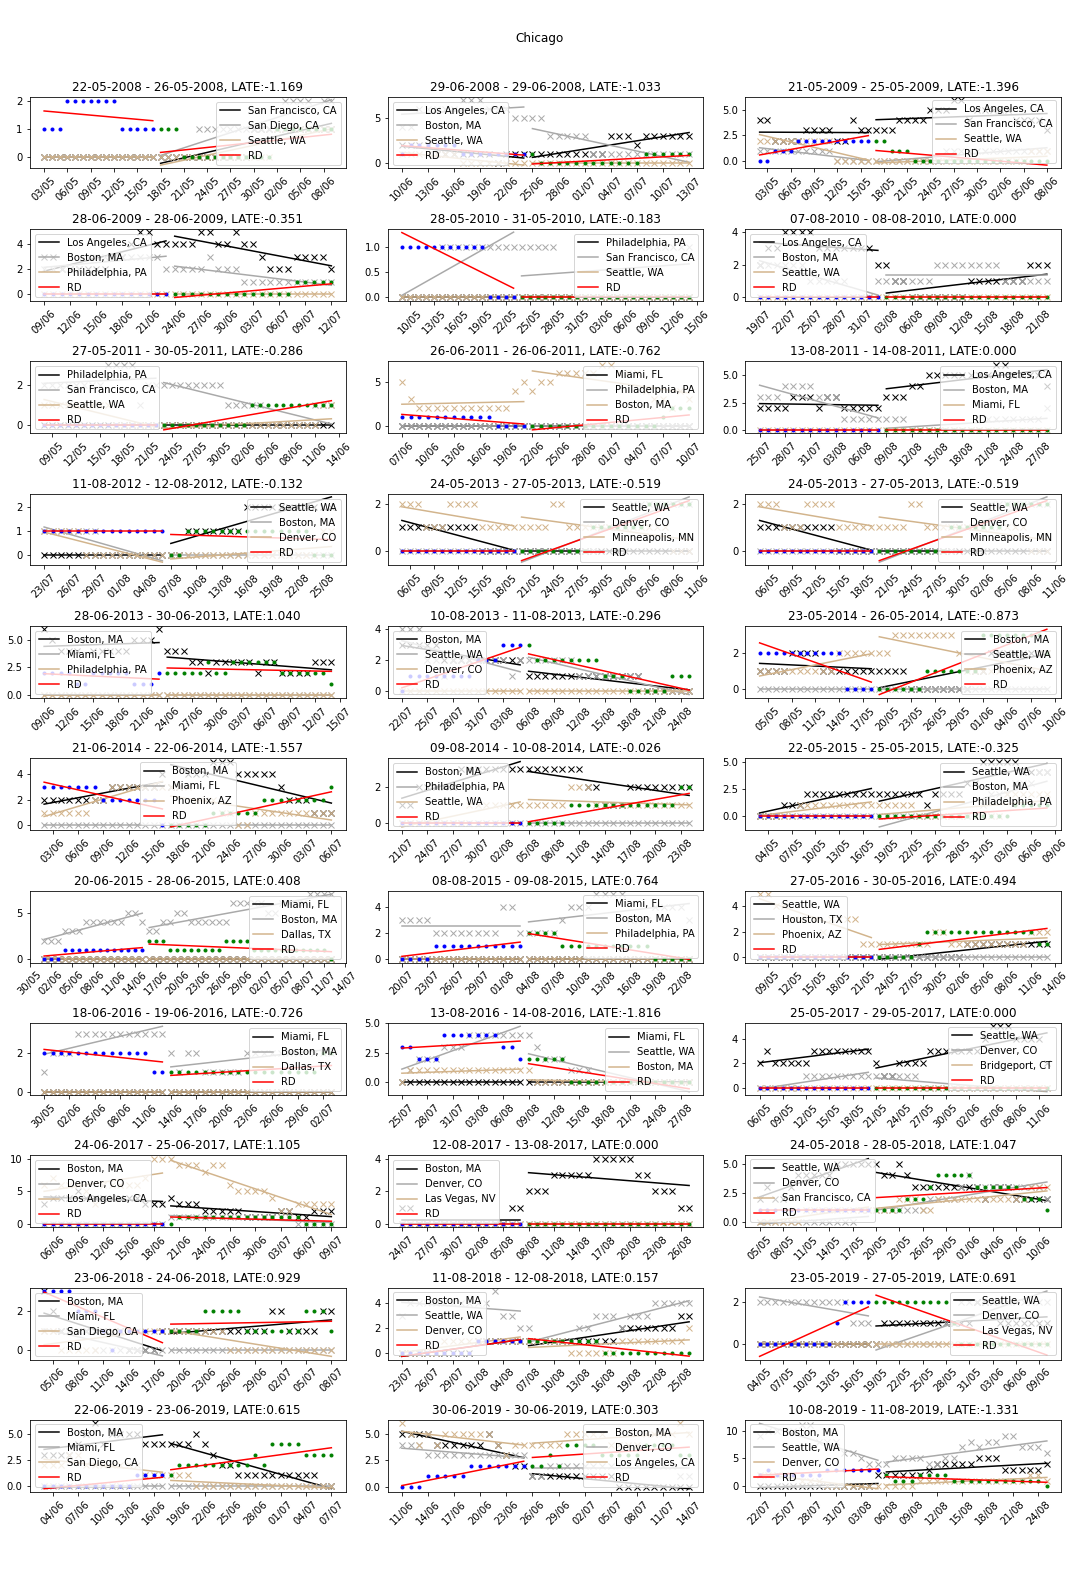 Chicago
22-05-2008 - 26-05-2008, LATE:-1.169
2
1
0
San Francisco, CA
San Diego, CA
Seattle, WA
RD
03/05 06/05 09/05 12/05 15/05 18/05 21/05 24/05 27/05 30/05 02/06 05/06 08/06
29-06-2008 - 29-06-2008, LATE:-1.033
5
0
Los Angeles, CA
Boston, MA
Seattle, WA
RD
10/06 13/06 16/06 19/06 22/06 25/06 28/06 01/07 04/07 07/07 10/07 13/07
21-05-2009 - 25-05-2009, LATE:-1.396
5.0
2.5
0.0
Los Angeles, CA
San Diego, CA
Seattle, WA
RD
03/05 06/05 09/05 12/05 15/05 18/05 21/05 24/05 27/05 30/05 02/06 05/06 08/06
28-06-2009 - 28-06-2009, LATE:-0.351
4
2
0
Los Angeles, CA
Boston, MA
Philadelphia, PA
RD
09/06 12/06 15/06 18/06 21/06 24/06 27/06 30/06 03/07 06/07 09/07 12/07
28-05-2010 - 31-05-2010, LATE:-0.183
1.0
0.5
0.0
Philadelphia, PA
San Francisco, CA
Seattle, WA
RD
10/05 13/05 16/05 19/05 22/05 25/05 28/05 31/05 03/06 06/06 09/06 12/06 15/06
07-08-2010 - 08-08-2010, LATE:0.000
4
2
0
Los Angeles, CA
Boston, MA
Seattle, WA
RD
19/07 22/07 25/07 28/07 31/07 03/08 06/08 09/08 12/08 15/08 18/08 21/08
27-05-2011 - 30-05-2011, LATE:-0.286
2
0
Philadelphia, PA
San Francisco, CA
Seattle, WA
RD
09/05 12/05 15/05 18/05 21/05 24/05 27/05 30/05 02/06 05/06 08/06 11/06 14/06
26-06-2011 - 26-06-2011, LATE:-0.762
5
0
Miami, FL
Philadelphia, PA
Boston, MA
RD
07/06 10/06 13/06 16/06 19/06 22/06 25/06 28/06 01/07 04/07 07/07 10/07
13-08-2011 - 14-08-2011, LATE:0.000
5.0
2.5
0.0
Los Angeles, CA
Boston, MA
Miami, FL
RD
25/07 28/07 31/07 03/08 06/08 09/08 12/08 15/08 18/08 21/08 24/08 27/08
11-08-2012 - 12-08-2012, LATE:-0.132
2
1
0
Seattle, WA
Boston, MA
Denver, CO
RD
23/07 26/07 29/07 01/08 04/08 07/08 10/08 13/08 16/08 19/08 22/08 25/08
24-05-2013 - 27-05-2013, LATE:-0.519
2
0
Seattle, WA
Denver, CO
Minneapolis, MN
RD
06/05 09/05 12/05 15/05 18/05 21/05 24/05 27/05 30/05 02/06 05/06 08/06 11/06
24-05-2013 - 27-05-2013, LATE:-0.519
2
0
Seattle, WA
Denver, CO
Minneapolis, MN
RD
06/05 09/05 12/05 15/05 18/05 21/05 24/05 27/05 30/05 02/06 05/06 08/06 11/06
28-06-2013 - 30-06-2013, LATE:1.040
5.0
2.5
0.0
Boston, MA
Miami, FL
Philadelphia, PA
RD
09/06 12/06 15/06 18/06 21/06 24/06 27/06 30/06 03/07 06/07 09/07 12/07 15/07
10-08-2013 - 11-08-2013, LATE:-0.296
4
2
0
Boston, MA
Seattle, WA
Denver, CO
RD
22/07 25/07 28/07 31/07 03/08 06/08 09/08 12/08 15/08 18/08 21/08 24/08
23-05-2014 - 26-05-2014, LATE:-0.873
2
0
Boston, MA
Seattle, WA
Phoenix, AZ
RD
05/05 08/05 11/05 14/05 17/05 20/05 23/05 26/05 29/05 01/06 04/06 07/06 10/06
21-06-2014 - 22-06-2014, LATE:-1.557
4
2
0
Boston, MA
Miami, FL
Phoenix, AZ
RD
03/06 06/06 09/06 12/06 15/06 18/06 21/06 24/06 27/06 30/06 03/07 06/07
09-08-2014 - 10-08-2014, LATE:-0.026
2
0
Boston, MA
Philadelphia, PA
Seattle, WA
RD
21/07 24/07 27/07 30/07 02/08 05/08 08/08 11/08 14/08 17/08 20/08 23/08
22-05-2015 - 25-05-2015, LATE:-0.325
5.0
2.5
0.0
Seattle, WA
Boston, MA
Philadelphia, PA
RD
04/05 07/05 10/05 13/05 16/05 19/05 22/05 25/05 28/05 31/05 03/06 06/06 09/06
20-06-2015 - 28-06-2015, LATE:0.408
5
0
Miami, FL
Boston, MA
Dallas, TX
RD
30/05 02/06 05/06 08/06 11/06 14/06 17/06 20/06 23/06 26/06 29/06 02/07 05/07 08/07 11/07 14/07
08-08-2015 - 09-08-2015, LATE:0.764
5.0
2.5
0.0
Miami, FL
Boston, MA
Philadelphia, PA
RD
20/07 23/07 26/07 29/07 01/08 04/08 07/08 10/08 13/08 16/08 19/08 22/08
27-05-2016 - 30-05-2016, LATE:0.494
4
2
0
Seattle, WA
Houston, TX
Phoenix, AZ
RD
09/05 12/05 15/05 18/05 21/05 24/05 27/05 30/05 02/06 05/06 08/06 11/06 14/06
18-06-2016 - 19-06-2016, LATE:-0.726
2
0
Miami, FL
Boston, MA
Dallas, TX
RD
30/05 02/06 05/06 08/06 11/06 14/06 17/06 20/06 23/06 26/06 29/06 02/07
13-08-2016 - 14-08-2016, LATE:-1.816
5.0
2.5
0.0
Miami, FL
Seattle, WA
Boston, MA
RD
25/07 28/07 31/07 03/08 06/08 09/08 12/08 15/08 18/08 21/08 24/08 27/08
25-05-2017 - 29-05-2017, LATE:0.000
4
2
0
Seattle, WA
Denver, CO
Bridgeport, CT
RD
06/05 09/05 12/05 15/05 18/05 21/05 24/05 27/05 30/05 02/06 05/06 08/06 11/06
24-06-2017 - 25-06-2017, LATE:1.105
10
5
0
Boston, MA
Denver, CO
Los Angeles, CA
RD
06/06 09/06 12/06 15/06 18/06 21/06 24/06 27/06 30/06 03/07 06/07 09/07
12-08-2017 - 13-08-2017, LATE:0.000
4
2
0
Boston, MA
Denver, CO
Las Vegas, NV
RD
24/07 27/07 30/07 02/08 05/08 08/08 11/08 14/08 17/08 20/08 23/08 26/08
24-05-2018 - 28-05-2018, LATE:1.047
5.0
2.5
0.0
Seattle, WA
Denver, CO
San Francisco, CA
RD
05/05 08/05 11/05 14/05 17/05 20/05 23/05 26/05 29/05 01/06 04/06 07/06 10/06
23-06-2018 - 24-06-2018, LATE:0.929
2
0
Boston, MA
Miami, FL
San Diego, CA
RD
05/06 08/06 11/06 14/06 17/06 20/06 23/06 26/06 29/06 02/07 05/07 08/07
11-08-2018 - 12-08-2018, LATE:0.157
4
2
0
Boston, MA
Seattle, WA
Denver, CO
RD
23/07 26/07 29/07 01/08 04/08 07/08 10/08 13/08 16/08 19/08 22/08 25/08
23-05-2019 - 27-05-2019, LATE:0.691
2
0
Seattle, WA
Denver, CO
Las Vegas, NV
RD
04/05 07/05 10/05 13/05 16/05 19/05 22/05 25/05 28/05 31/05 03/06 06/06 09/06
22-06-2019 - 23-06-2019, LATE:0.615
5.0
2.5
0.0
Boston, MA
Miami, FL
San Diego, CA
RD
04/06 07/06 10/06 13/06 16/06 19/06 22/06 25/06 28/06 01/07 04/07 07/07
30-06-2019 - 30-06-2019, LATE:0.303
5.0
2.5
0.0
Boston, MA
Denver, CO
Los Angeles, CA
RD
11/06 14/06 17/06 20/06 23/06 26/06 29/06 02/07 05/07 08/07 11/07 14/07
10-08-2019 - 11-08-2019, LATE:-1.331
10
5
0
Boston, MA
Seattle, WA
Denver, CO
RD
22/07 25/07 28/07 31/07 03/08 06/08 09/08 12/08 15/08 18/08 21/08 24/08